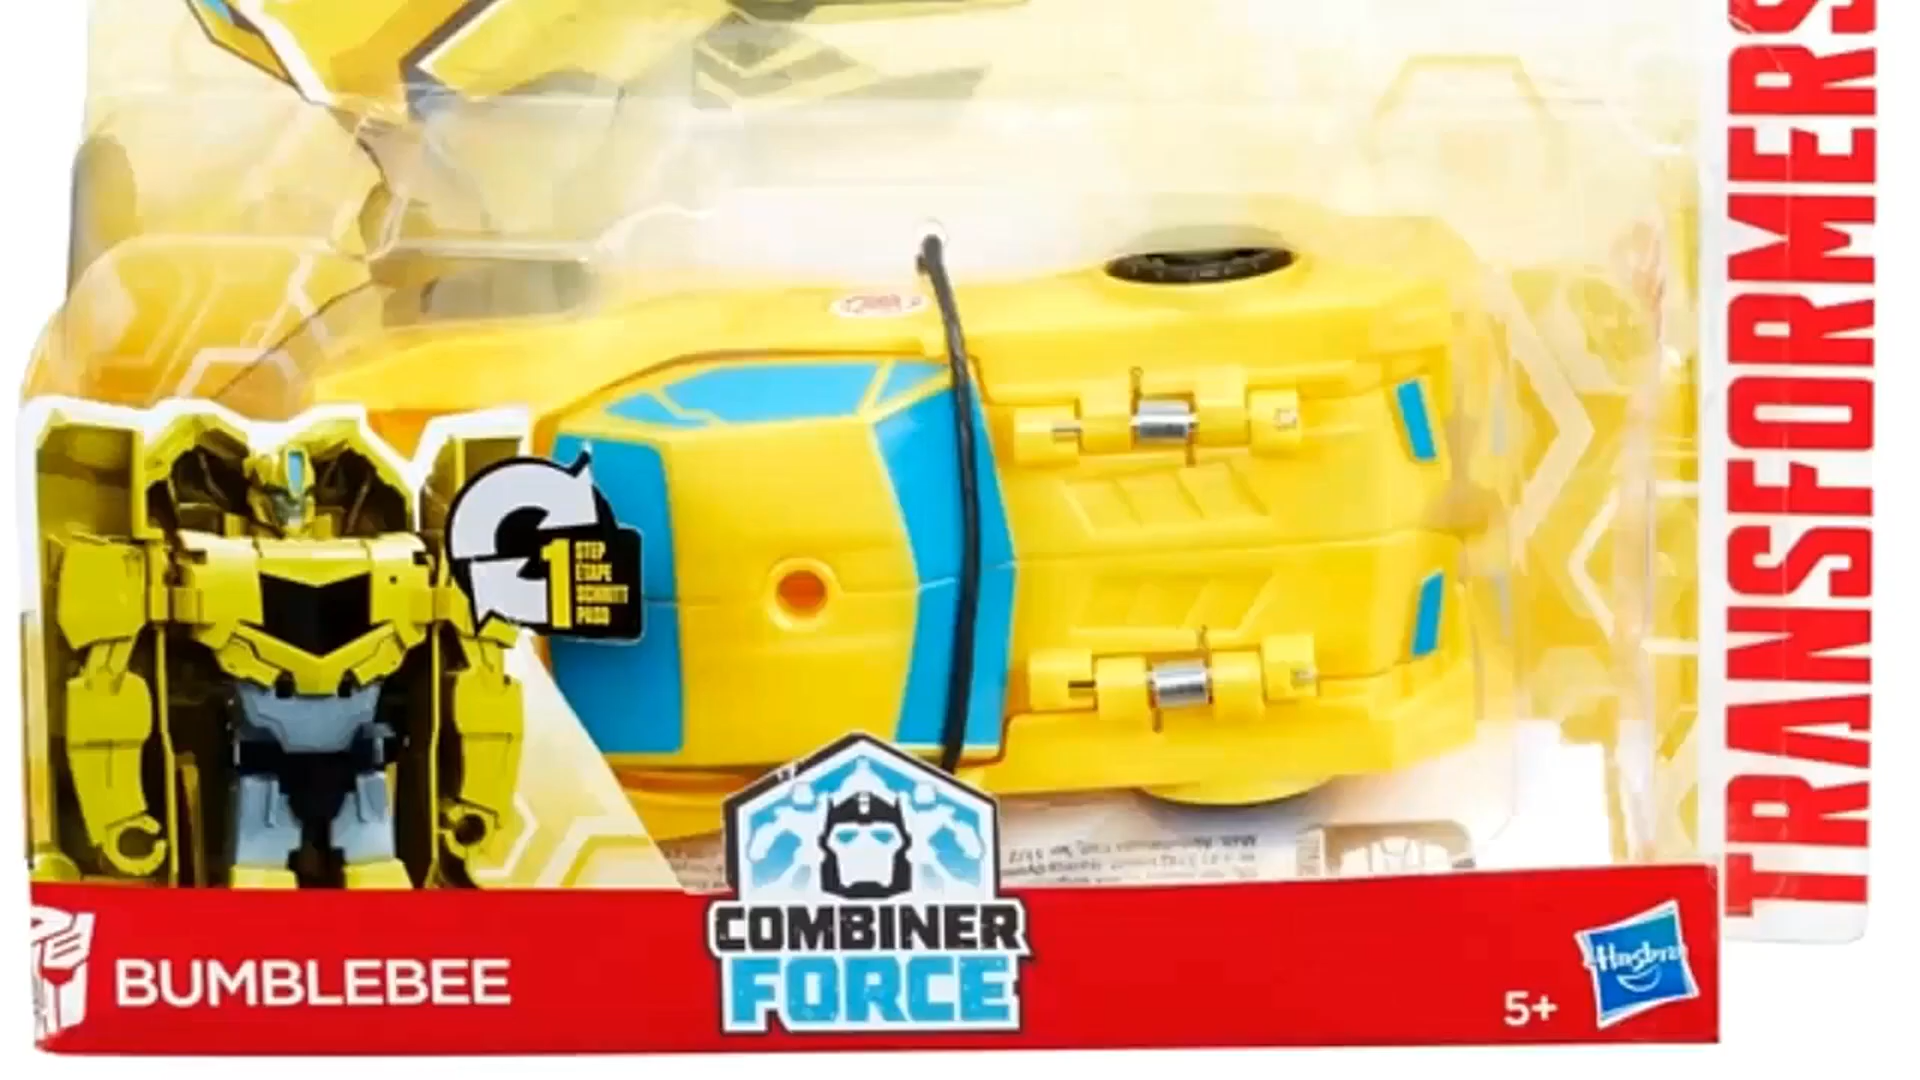 TRANSFORMERS
1
STEP
ÉTAPE
SCHRITT
PASO
COMBINER
FORCE
BUMBLEBEE
5+
Hasbro